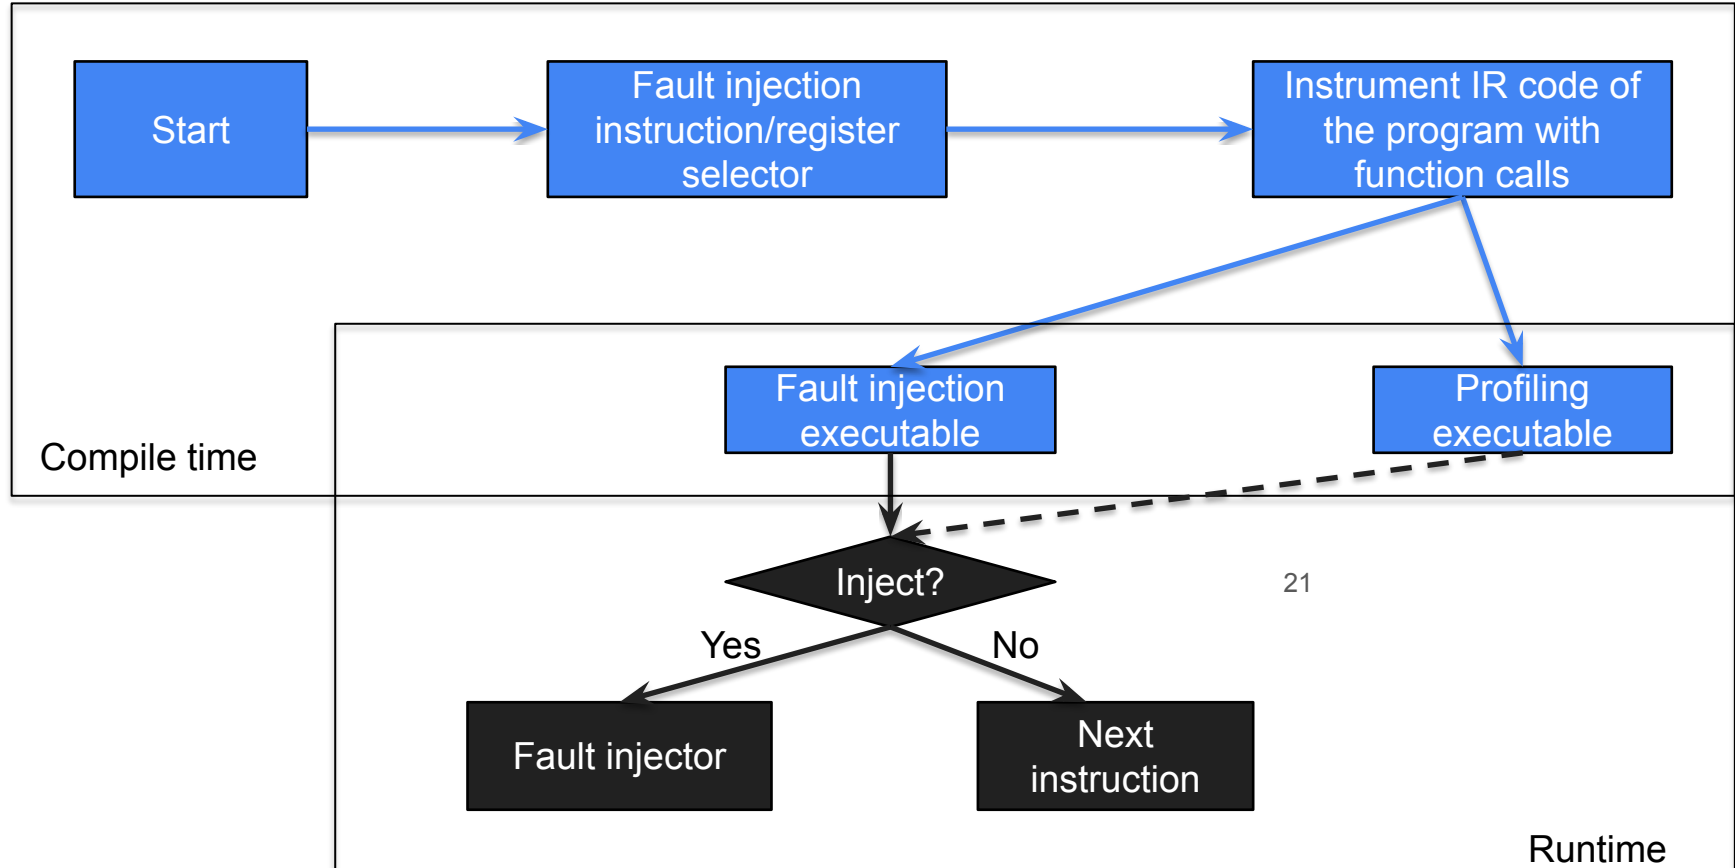 Start
Fault injection
instruction/register
selector
Instrument IR code of
the program with
function calls
Fault injection
executable
Profiling
executable
Compile time
Inject?
21
Yes
No
Fault injector
Next
instruction
Runtime